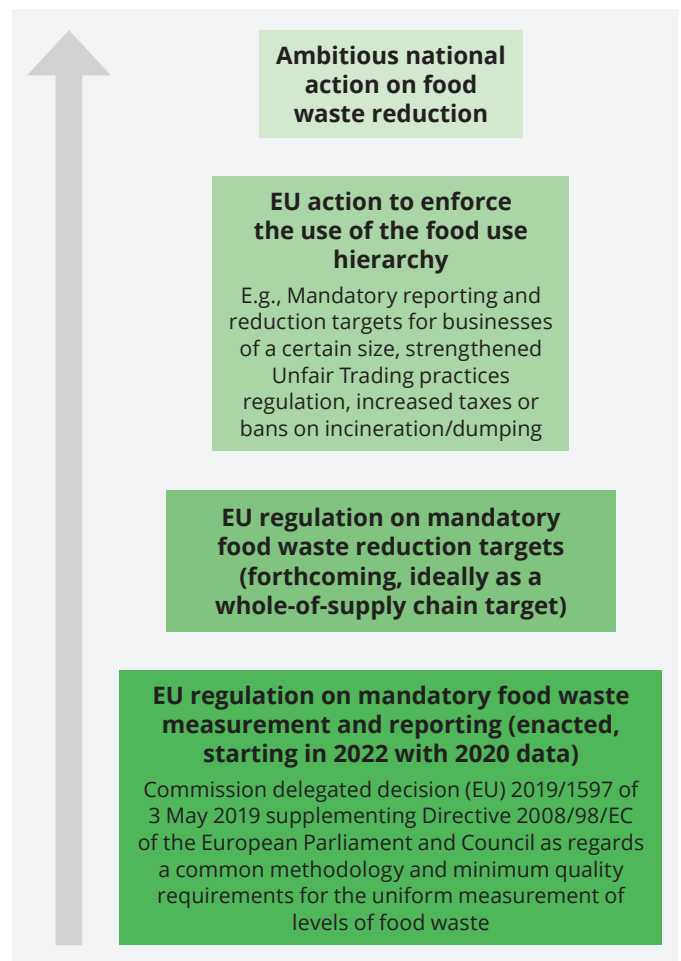 Ambitious national
action on food
waste reduction
EU action to enforce
the use of the food use
hierarchy
E.g., Mandatory reporting and
reduction targets for businesses
of a certain size, strengthened
Unfair Trading practices
regulation, increased taxes or
bans on incineration/dumping
EU regulation on mandatory
food waste reduction targets
(forthcoming, ideally as a
whole-of-supply chain target)
EU regulation on mandatory food waste
measurement and reporting (enacted,
starting in 2022 with 2020 data)
Commission delegated decision (EU) 2019/1597 of
3 May 2019 supplementing Directive 2008/98/EC
of the European Parliament and Council as regards
a common methodology and minimum quality
requirements for the uniform measurement of
levels of food waste